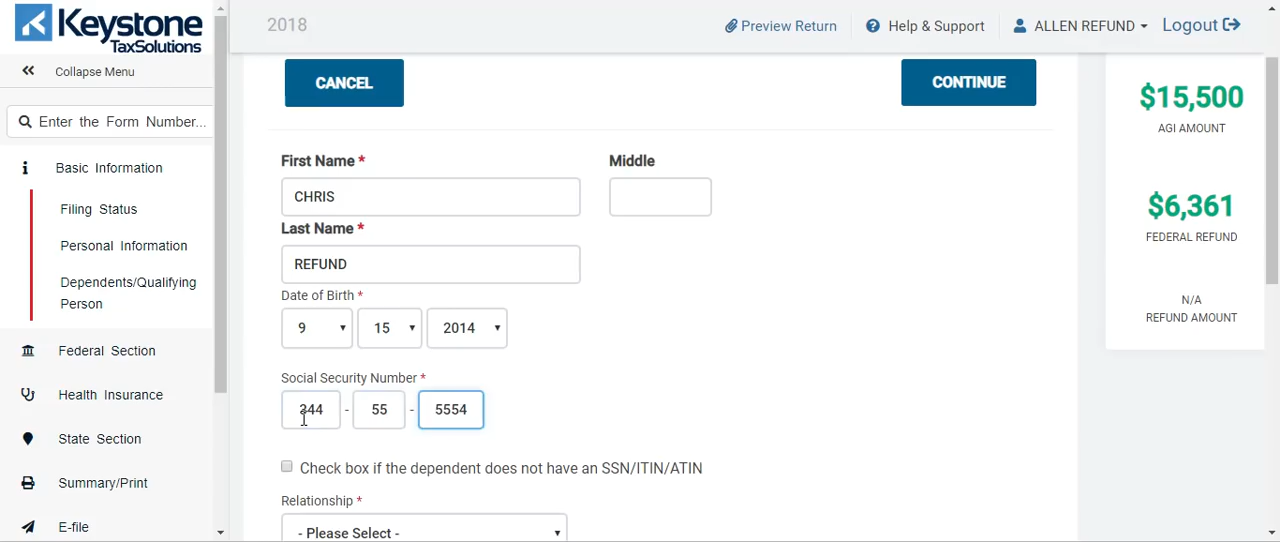 Keystone
TaxSolutions
2018
Preview Return
Help & Support
ALLEN REFUND
Logout
Collapse Menu
Enter the Form Number...
Basic Information
Filing Status
Personal Information
Dependents/Qualifying
Person
Federal Section
Health Insurance
State Section
Summary/Print
E-file
CANCEL
CONTINUE
First Name *
Middle
CHRIS
Last Name *
REFUND
Date of Birth *
9
15
2014
Social Security Number *
344 - 55 - 5554
Check box if the dependent does not have an SSN/ITIN/ATIN
Relationship *
- Please Select -
$15,500
AGI AMOUNT
$6,361
FEDERAL REFUND
N/A
REFUND AMOUNT